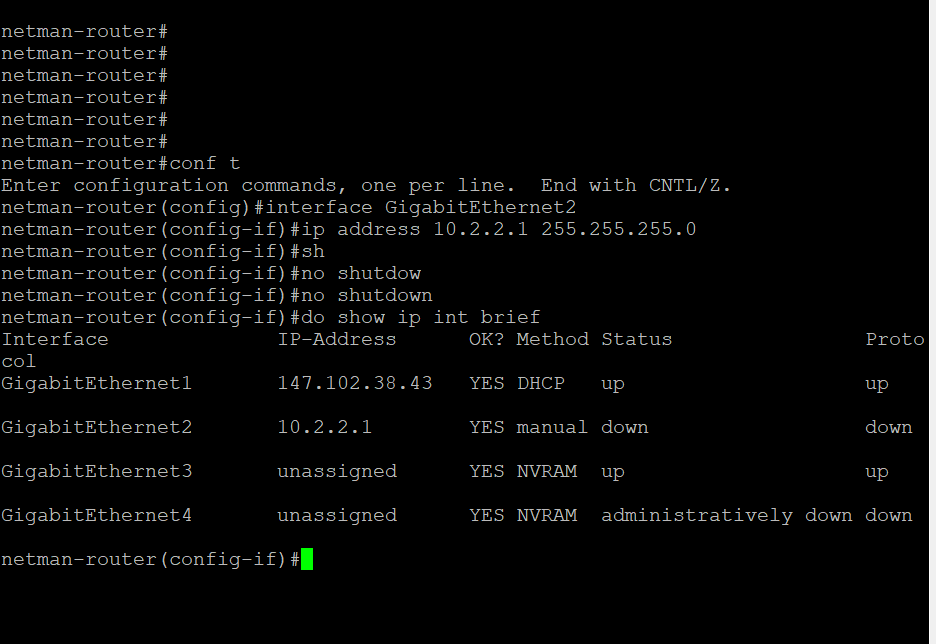 netman-router#
netman-router#
netman-router#
netman-router#
netman-router#
netman-router#
netman-router#conf t
Enter configuration commands, one per line.  End with CNTL/Z.
netman-router(config)#interface GigabitEthernet2
netman-router(config-if)#ip address 10.2.2.1 255.255.255.0
netman-router(config-if)#sh
netman-router(config-if)#no shutdow
netman-router(config-if)#no shutdown
netman-router(config-if)#do show ip int brief
Interface              IP-Address      OK? Method Status                Proto
col
GigabitEthernet1       147.102.38.43   YES DHCP   up                    up
GigabitEthernet2       10.2.2.1        YES manual down                  down
GigabitEthernet3       unassigned      YES NVRAM  up                    up
GigabitEthernet4       unassigned      YES NVRAM  administratively down down
netman-router(config-if)#